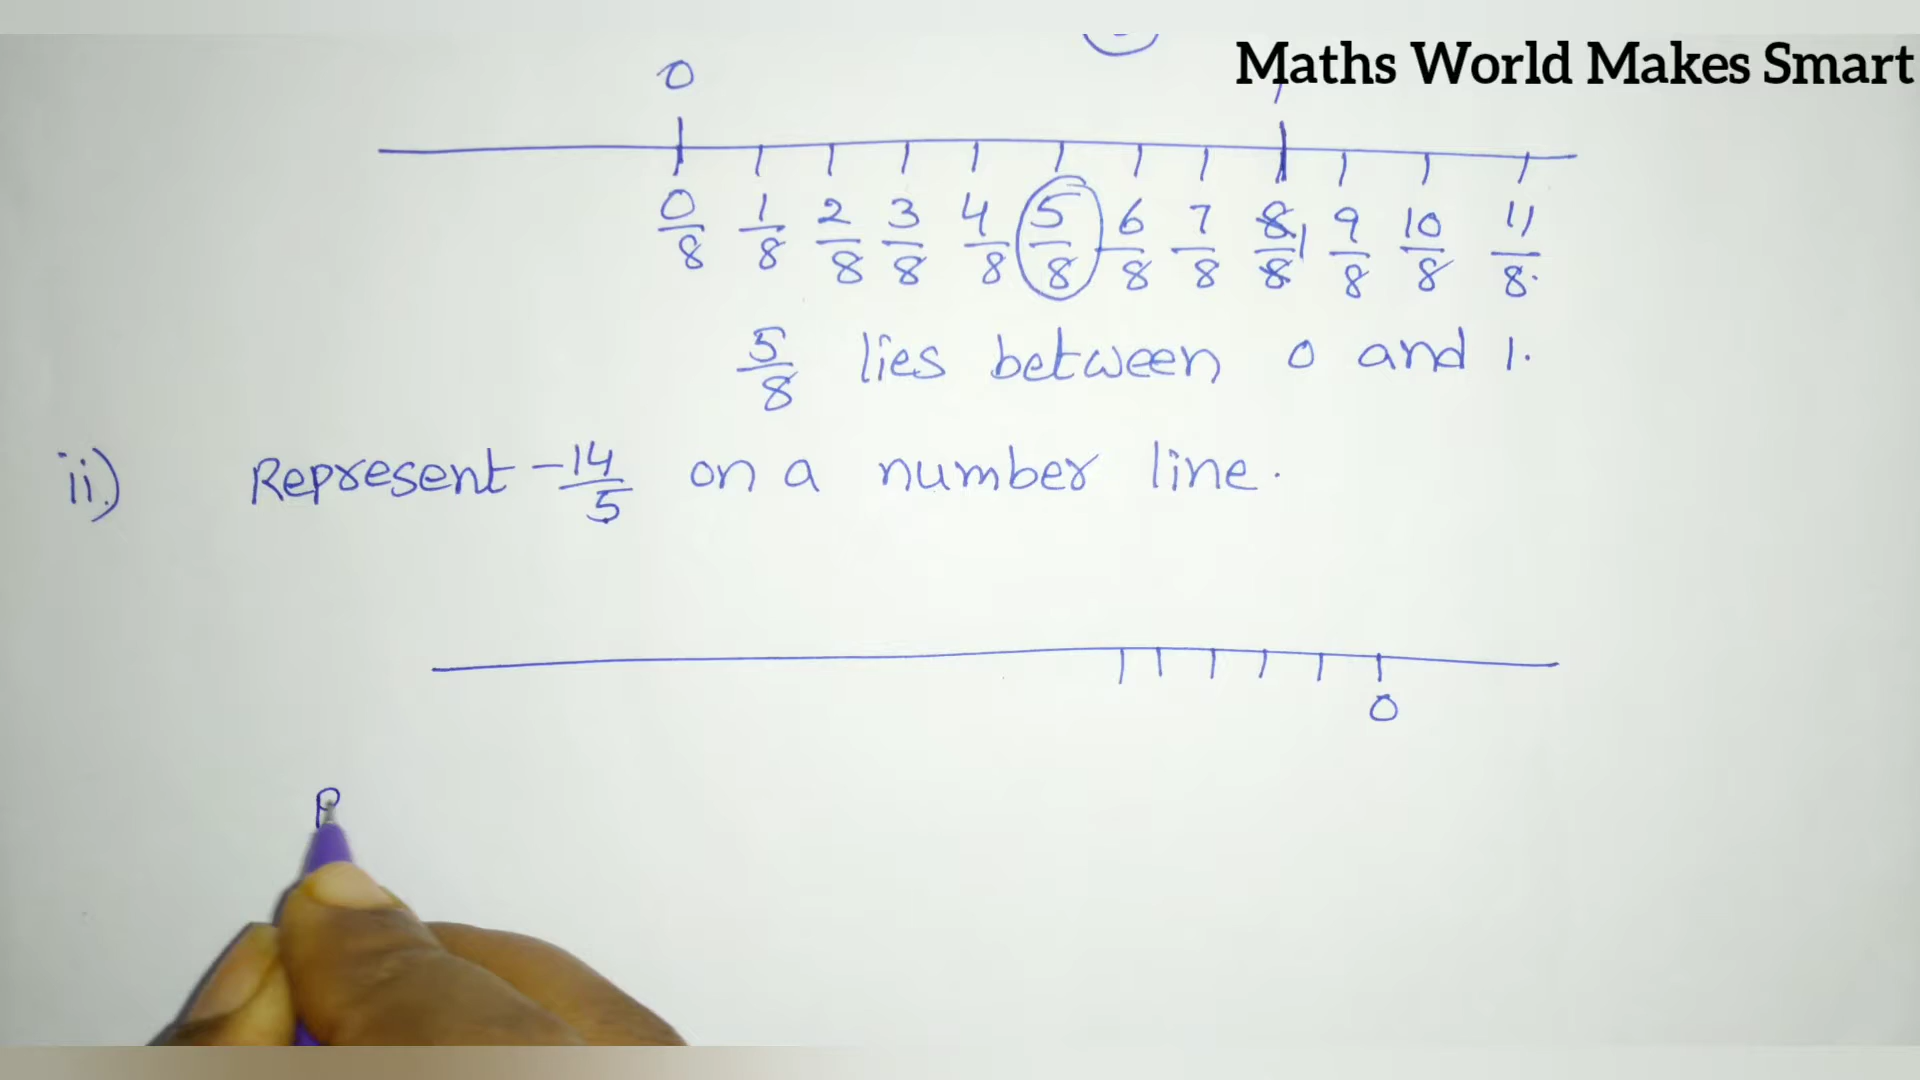 Maths World Makes Smart
0 1
0/8 1/8 2/8 3/8 4/8 5/8 6/8 7/8 8/8 1 9/8 10/8 11/8.
5/8 lies between 0 and 1.
ii.) Represent -14/5 on a number line.
0
P